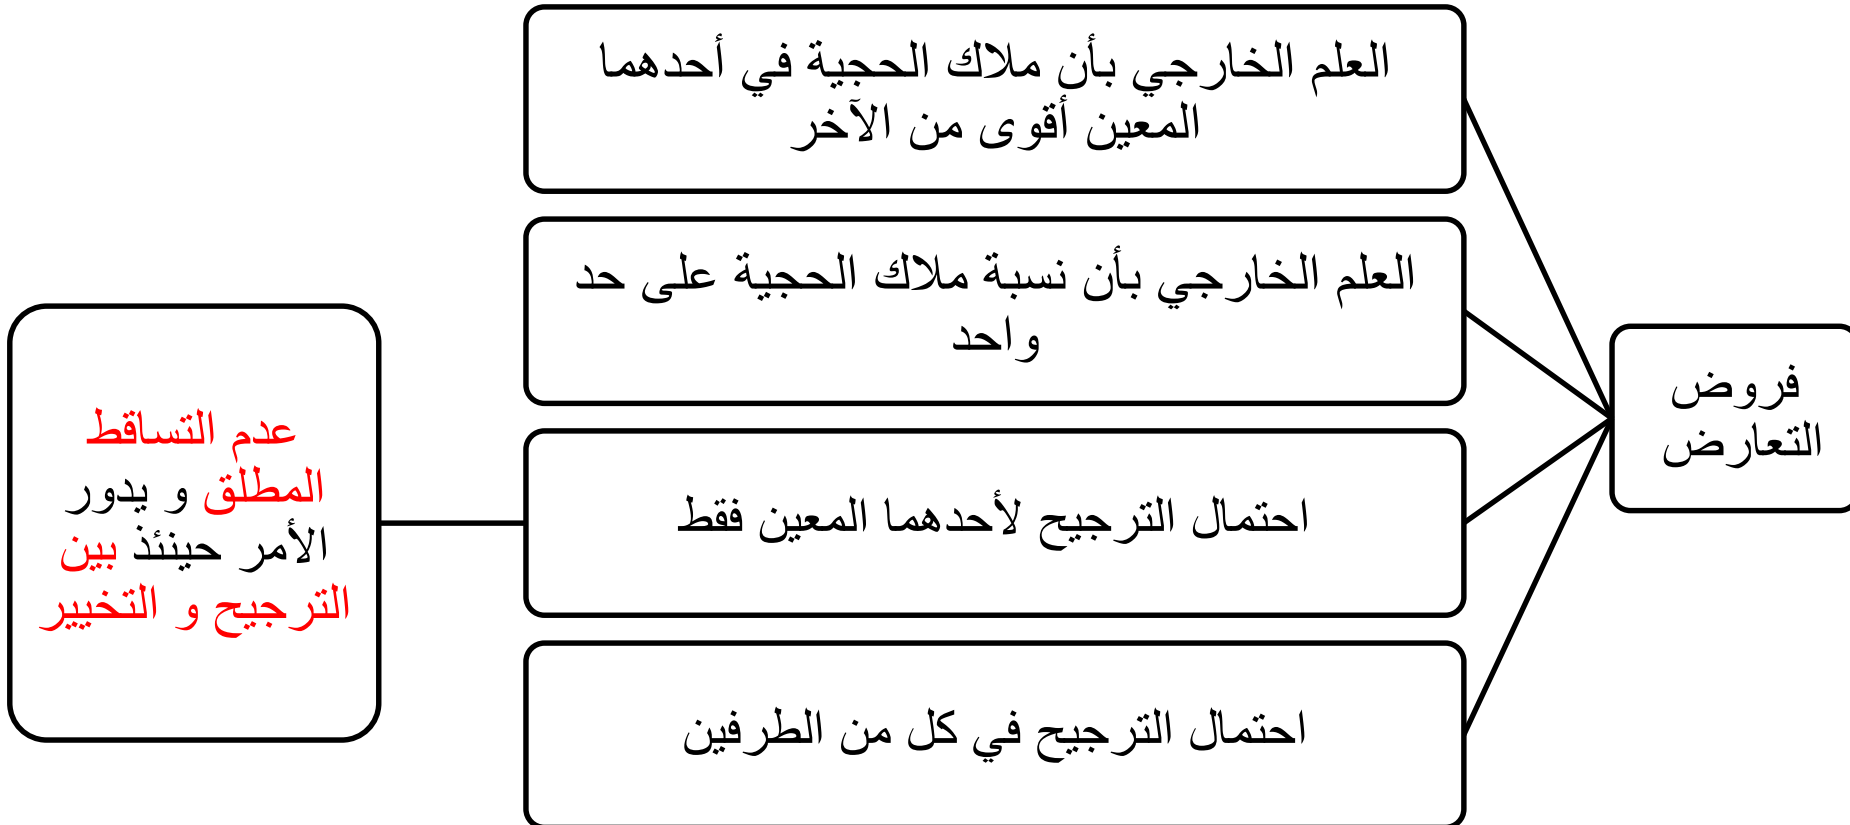 فروض
التعارض
العلم الخارجي بأن ملاك الحجية في أحدهما
المعين أقوى من الآخر
العلم الخارجي بأن نسبة ملاك الحجية على حد
واحد
احتمال الترجيح لأحدهما المعين فقط
احتمال الترجيح في كل من الطرفين
عدم التساقط
المطلق و يدور
الأمر حينئذ بين
الترجيح و التخيير